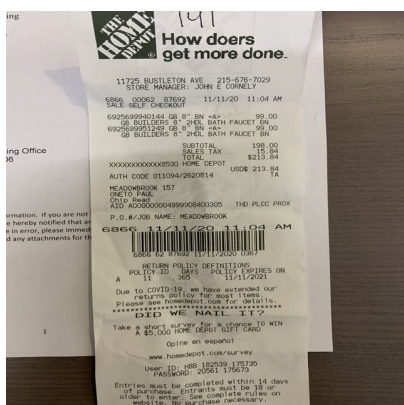 ing
141
THE HOME DEPOT
How doers
get more done.
11725 BUSTLETON AVE 215-676-7029
STORE MANAGER: JOHN E CORNELY
6866 00062 87692 11/11/20 11:04 AM
SALE SELF CHECKOUT
6925699940144 GB 8" BN <A> 99.00
GB BUILDERS 8" 2HDL BATH FAUCET BN
6925699951249 GB 8" BN <A> 99.00
GB BUILDERS 8" 2HDL BATH FAUCET BN
SUBTOTAL 198.00
SALES TAX 15.84
TOTAL $213.84
XXXXXXXXXXXX8530 HOME DEPOT
USD$ 213.84
AUTH CODE 011094/2620814 TA
MEADOWBROOK 157
ONETO PAUL
Chip Read
AID A000000004999908400305 THD PLCC PROX
P.O.#/JOB NAME: MEADOWBROOK
6866 11/11/20 11:04 AM
6866 62 87692 11/11/2020 0367
RETURN POLICY DEFINITIONS
POLICY ID DAYS POLICY EXPIRES ON
A 11 365 11/11/2021
Due to COVID-19, we have extended our
returns policy for most items.
Please see homedepot.com for details.
DID WE NAIL IT?
Take a short survey for a chance TO WIN
A $5,000 HOME DEPOT GIFT CARD
Opine en español
www.homedepot.com/survey
User ID: H8B 182539 175735
PASSWORD: 20561 175673
Entries must be completed within 14 days
of purchase. Entrants must be 18 or
older to enter. See complete rules on
website. No purchase necessary.
ing Office
06
ormation. If you are not
e hereby notified that a
e in error, please immed
d any attachments for th
1